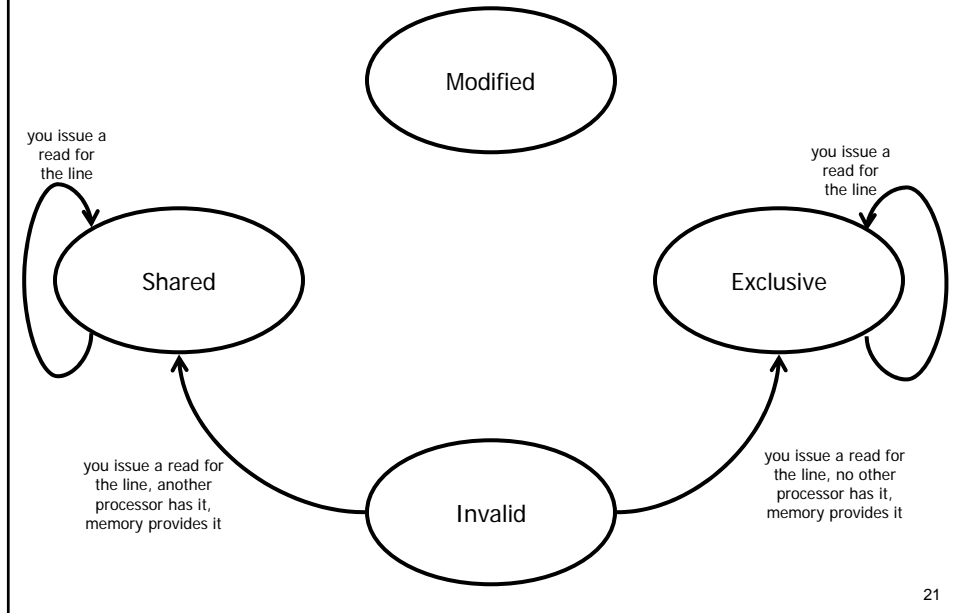 Modified
you issue a
read for
the line
you issue a
read for
the line
Shared
Exclusive
you issue a read for
the line, another
processor has it,
memory provides it
you issue a read for
the line, no other
processor has it,
memory provides it
Invalid
21